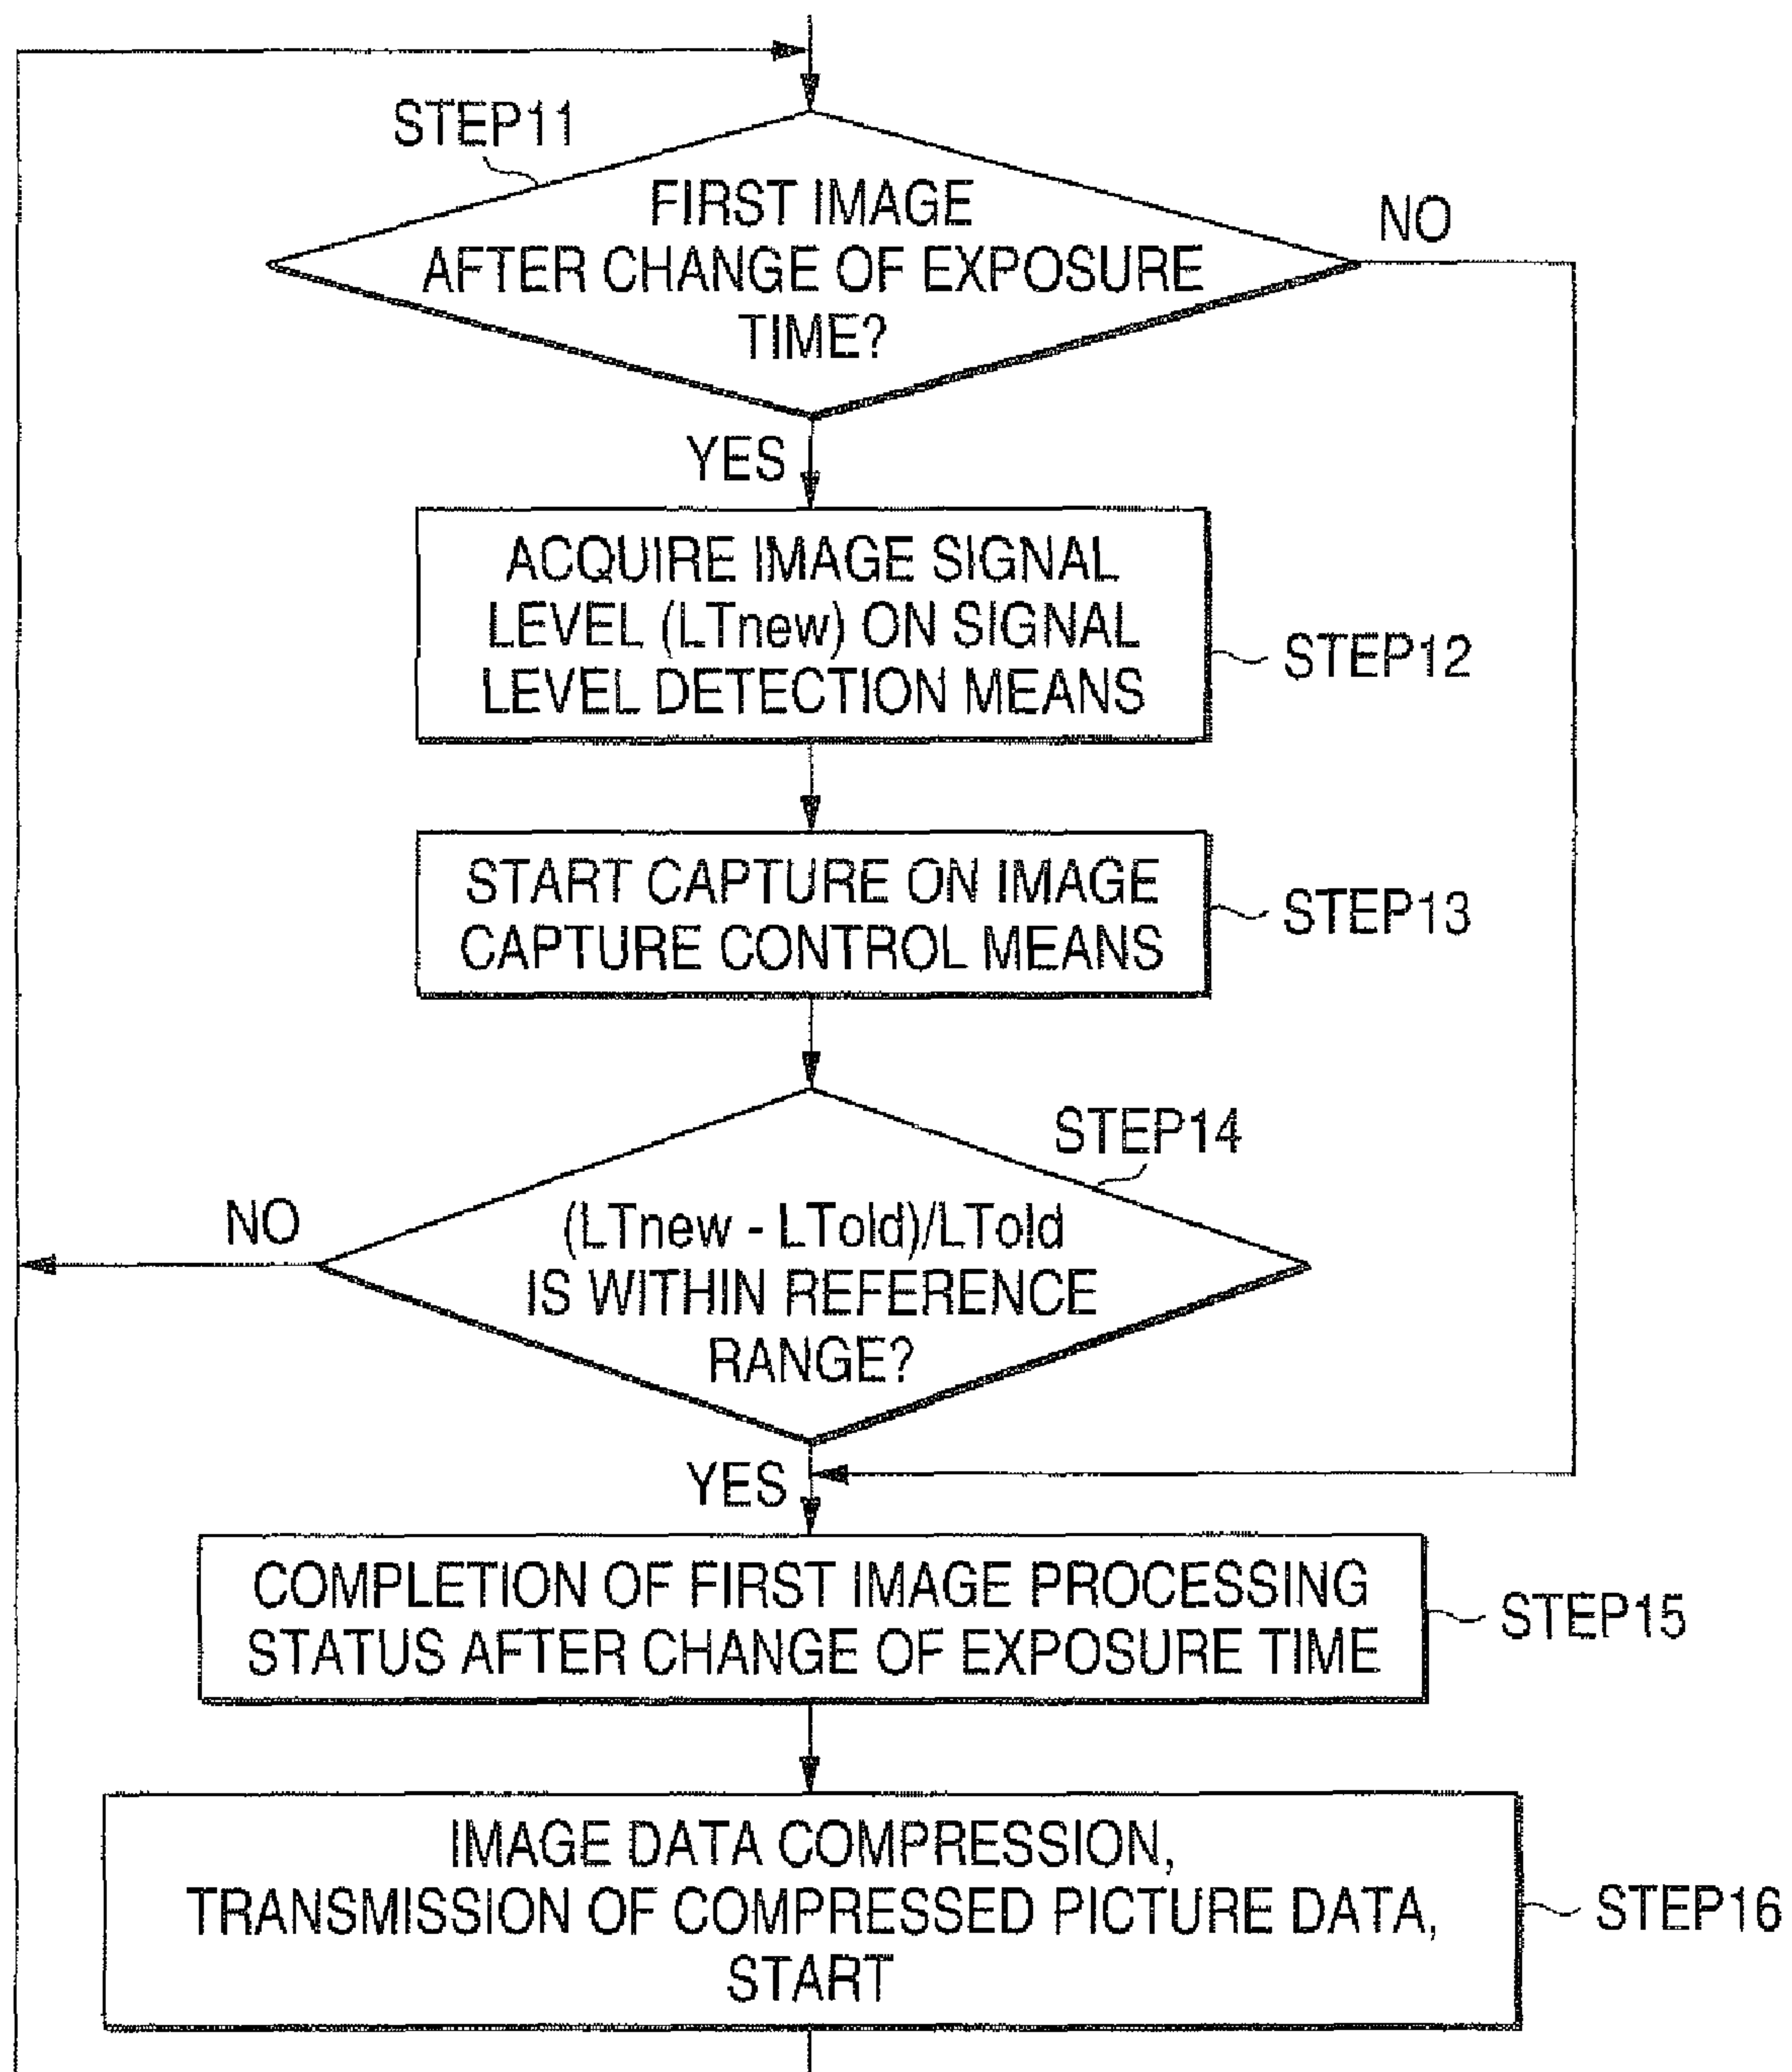 STEP11
FIRST IMAGE
AFTER CHANGE OF EXPOSURE
TIME?
NO
YES
ACQUIRE IMAGE SIGNAL
LEVEL (LTnew) ON SIGNAL
LEVEL DETECTION MEANS
STEP12
START CAPTURE ON IMAGE
CAPTURE CONTROL MEANS
STEP13
STEP14
NO
(LTnew - LTold)/LTold
IS WITHIN REFERENCE
RANGE?
YES
COMPLETION OF FIRST IMAGE PROCESSING
STATUS AFTER CHANGE OF EXPOSURE TIME
STEP15
IMAGE DATA COMPRESSION,
TRANSMISSION OF COMPRESSED PICTURE DATA,
START
STEP16